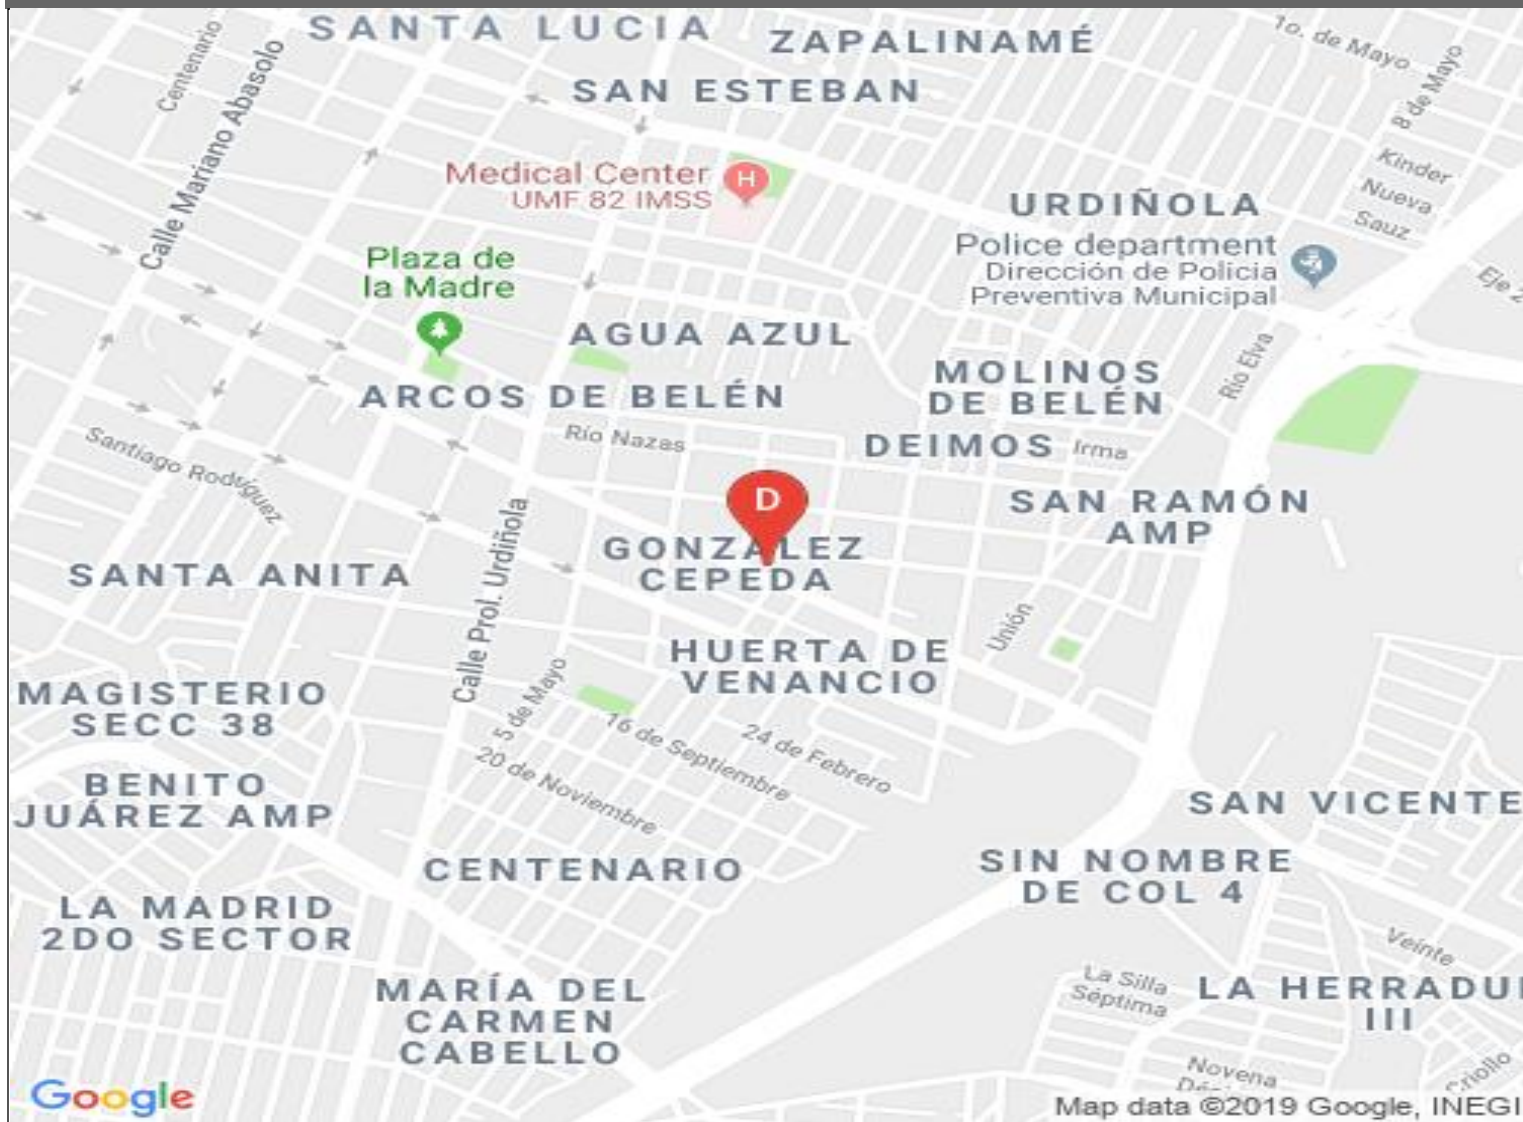 SANTA LUCIA
ZAPALINAMÉ
1o. de Mayo
Centenario
Calle Mariano Abasolo
SAN ESTEBAN
8 de Mayo
Medical Center
UMF 82 IMSS
H
Kinder
Nueva
Sauz
URDIÑOLA
Police department
Dirección de Policia
Preventiva Municipal
Eje 2
Plaza de
la Madre
AGUA AZUL
Río Elva
MOLINOS
DE BELÉN
ARCOS DE BELÉN
Río Nazas
DEIMOS
Irma
Santiago Rodríguez
D
SAN RAMÓN
AMP
GONZÁLEZ
CEPEDA
SANTA ANITA
Calle Prol. Urdiñola
Unión
HUERTA DE
VENANCIO
MAGISTERIO
SECC 38
5 de Mayo
16 de Septiembre
24 de Febrero
20 de Noviembre
BENITO
JUÁREZ AMP
SAN VICENTE
CENTENARIO
SIN NOMBRE
DE COL 4
LA MADRID
2DO SECTOR
Veinte
La Silla
Séptima
LA HERRADU
III
MARÍA DEL
CARMEN
CABELLO
Novena
Criollo
Google
Map data ©2019 Google, INEGI